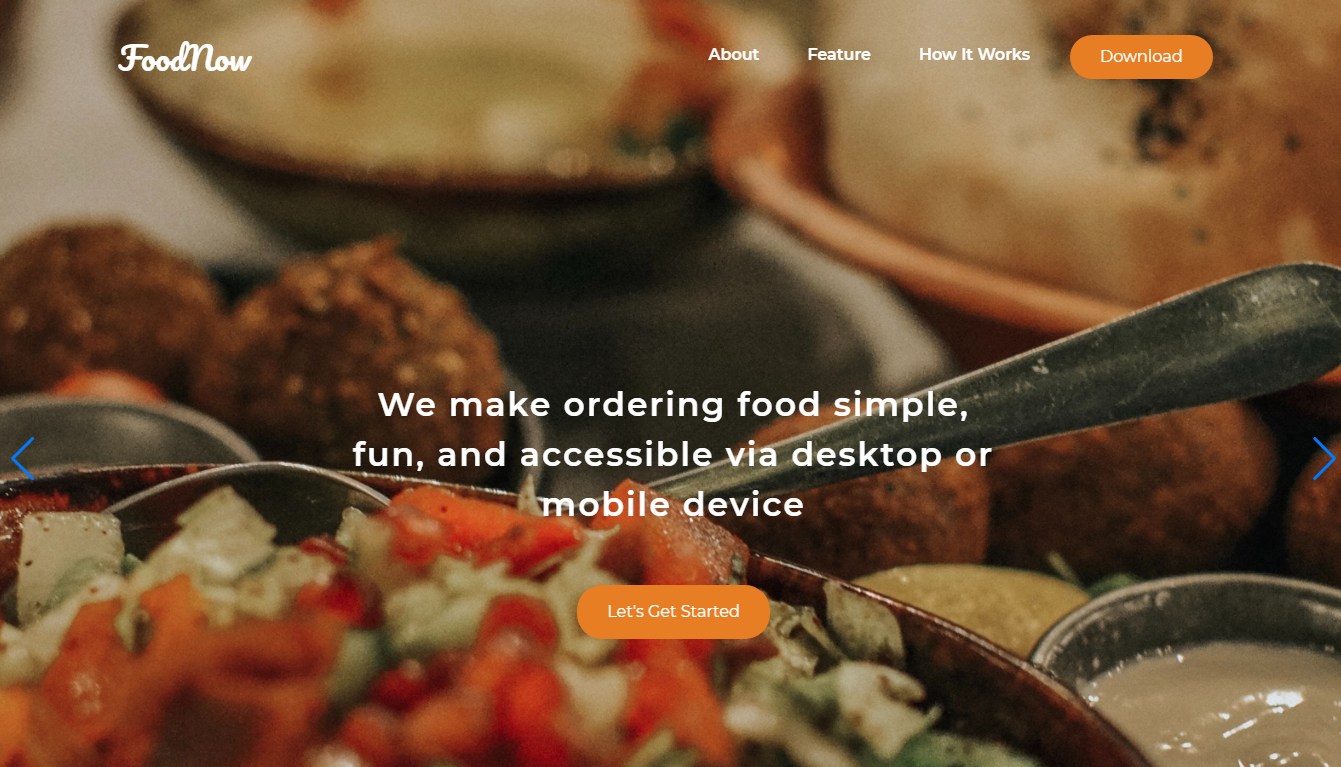 FoodNow
About
Feature
How It Works
Download
We make ordering food simple,
fun, and accessible via desktop or
mobile device
Let's Get Started